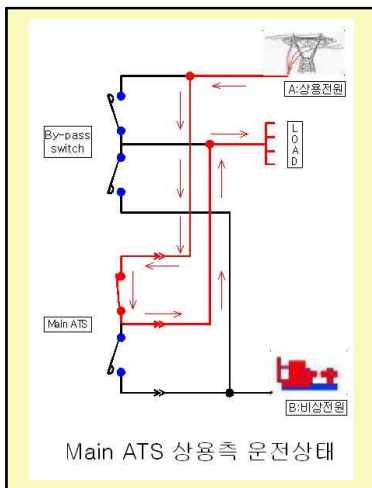 A:상용전원
By-pass
switch
L
O
A
D
Main ATS
B:비상전원
Main ATS 상용측 운전상태